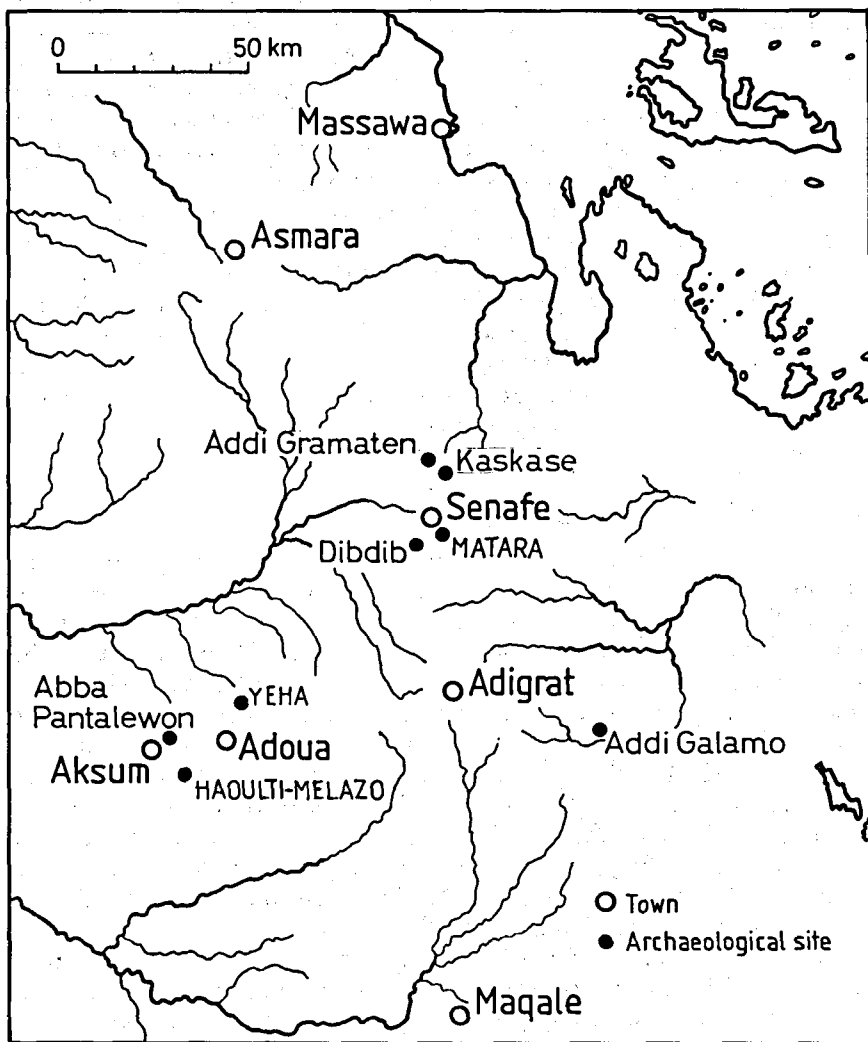 0 50 km
Massawa
Asmara
Addi Gramaten
Kaskase
Senafe
Dibdib
MATARA
Adigrat
Abba
Pantalewon
YEHA
Adoua
Aksum
HAOULTI-MELAZO
Addi Galamo
Town
Archaeological site
Maqale